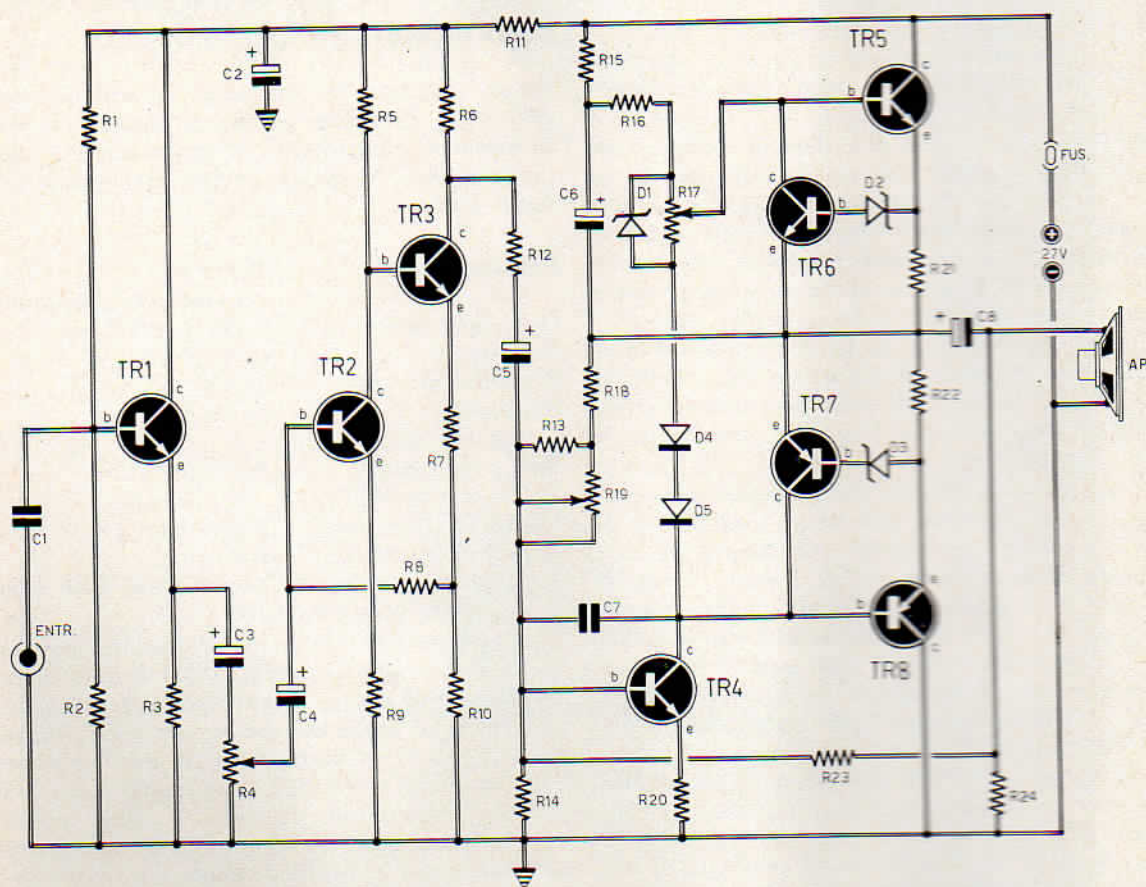 R11
TR5
c
R15
C2
+
R16
b
R1
R5
R6
e
FUS.
C6
+
D1
R17
c
D2
TR3
b
c
R12
b
e
TR6
+
27V
-
R21
e
+
C5
+
C8
TR1
TR2
c
c
R18
R22
AP
b
b
R7
R13
e
TR7
D4
b
D3
e
e
R19
c
C1
D5
R8
C7
e
ENTR.
+
C3
b
c
c
+
C4
b
TR4
TR8
R2
R3
R9
R10
e
R23
R4
R14
R20
R24